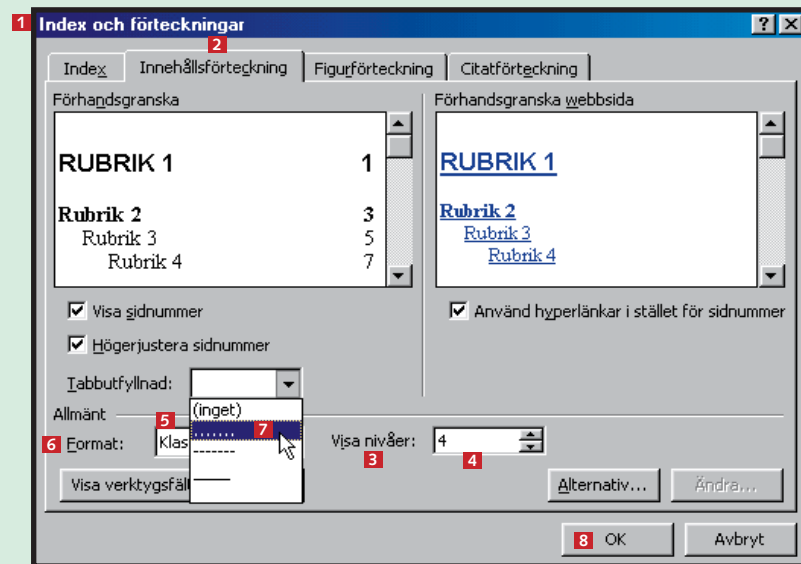 1 Index och förteckningar
2
Index Innehållsförteckning Figurförteckning Citatförteckning
Förhandsgranska
RUBRIK 1 1
Rubrik 2 3
Rubrik 3 5
Rubrik 4 7
Förhandsgranska webbsida
RUBRIK 1
Rubrik 2
Rubrik 3
Rubrik 4
Visa sidnummer
Använd hyperlänkar i stället för sidnummer
Högerjustera sidnummer
Tabbutfyllnad:
(inget)
....... 7
-------
Allmänt
5
6 Format: Klas
Visa nivåer: 4
3 4
Visa verktygsfäl
Alternativ... Ändra...
8 OK Avbryt